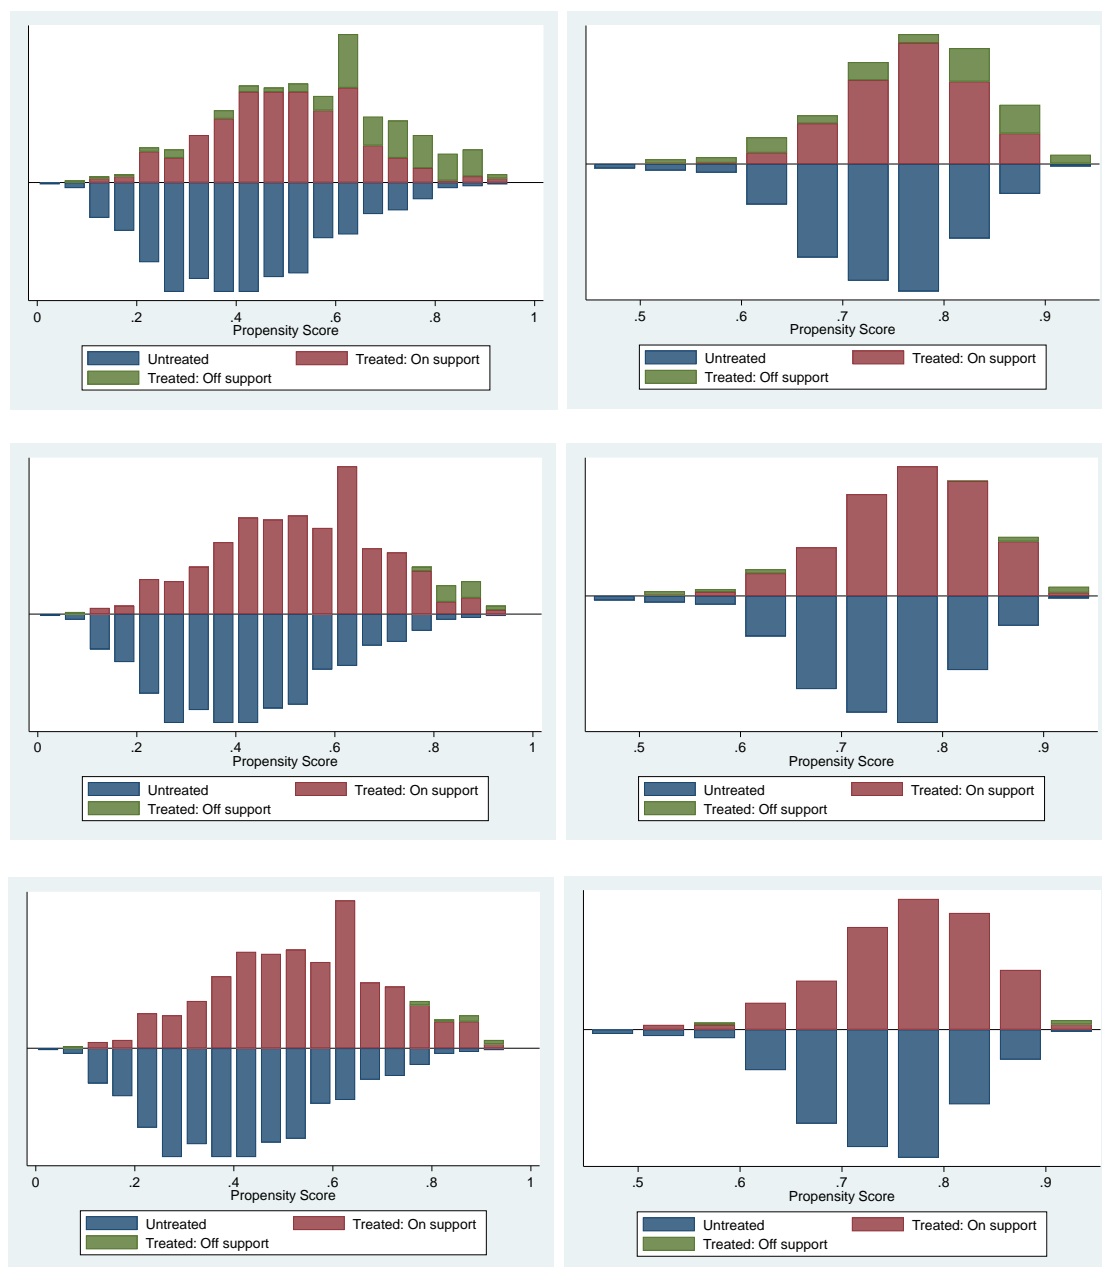 0 .2 .4 .6 .8 1
Propensity Score
Untreated Treated: On support
Treated: Off support
.5 .6 .7 .8 .9
Propensity Score
Untreated Treated: On support
Treated: Off support
0 .2 .4 .6 .8 1
Propensity Score
Untreated Treated: On support
Treated: Off support
.5 .6 .7 .8 .9
Propensity Score
Untreated Treated: On support
Treated: Off support
0 .2 .4 .6 .8 1
Propensity Score
Untreated Treated: On support
Treated: Off support
.5 .6 .7 .8 .9
Propensity Score
Untreated Treated: On support
Treated: Off support